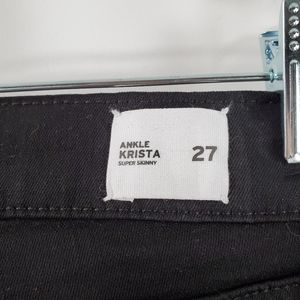 ANKLE
KRISTA
SUPER SKINNY
27